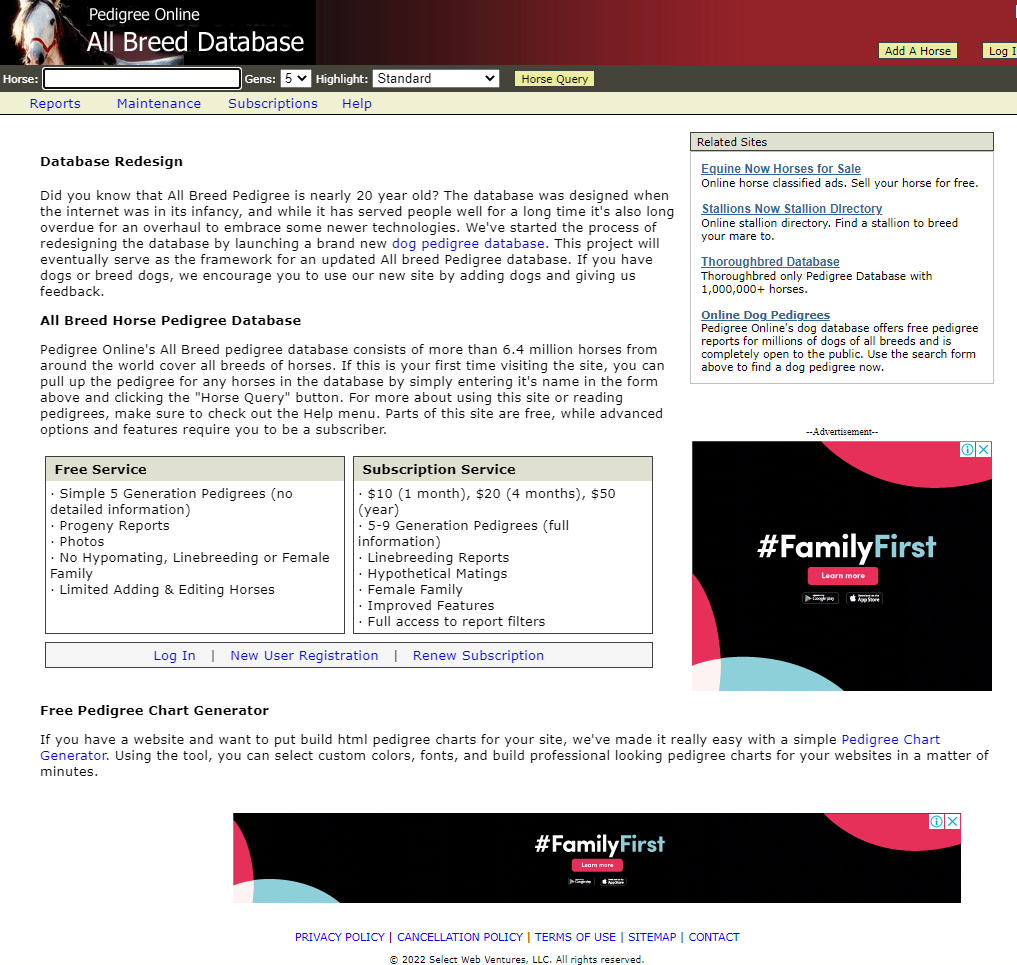 Pedigree Online
All Breed Database
Add A Horse
Log I
Horse:
Gens: 5
Highlight: Standard
Horse Query
Reports
Maintenance
Subscriptions
Help
Database Redesign
Did you know that All Breed Pedigree is nearly 20 year old? The database was designed when
the internet was in its infancy, and while it has served people well for a long time it's also long
overdue for an overhaul to embrace some newer technologies. We've started the process of
redesigning the database by launching a brand new dog pedigree database. This project will
eventually serve as the framework for an updated All breed Pedigree database. If you have
dogs or breed dogs, we encourage you to use our new site by adding dogs and giving us
feedback.
All Breed Horse Pedigree Database
Pedigree Online's All Breed pedigree database consists of more than 6.4 million horses from
around the world cover all breeds of horses. If this is your first time visiting the site, you can
pull up the pedigree for any horses in the database by simply entering it's name in the form
above and clicking the "Horse Query" button. For more about using this site or reading
pedigrees, make sure to check out the Help menu. Parts of this site are free, while advanced
options and features require you to be a subscriber.
Free Service
· Simple 5 Generation Pedigrees (no
detailed information)
· Progeny Reports
· Photos
· No Hypomating, Linebreeding or Female
Family
· Limited Adding & Editing Horses
Subscription Service
· $10 (1 month), $20 (4 months), $50
(year)
· 5-9 Generation Pedigrees (full
information)
· Linebreeding Reports
· Hypothetical Matings
· Female Family
· Improved Features
· Full access to report filters
Log In | New User Registration | Renew Subscription
Related Sites
Equine Now Horses for Sale
Online horse classified ads. Sell your horse for free.
Stallions Now Stallion DIrectory
Online stallion directory. Find a stallion to breed
your mare to.
Thoroughbred Database
Thoroughbred only Pedigree Database with
1,000,000+ horses.
Online Dog Pedigrees
Pedigree Online's dog database offers free pedigree
reports for millions of dogs of all breeds and is
completely open to the public. Use the search form
above to find a dog pedigree now.
--Advertisement--
#FamilyFirst
Learn more
Google play
App Store
Free Pedigree Chart Generator
If you have a website and want to put build html pedigree charts for your site, we've made it really easy with a simple Pedigree Chart
Generator. Using the tool, you can select custom colors, fonts, and build professional looking pedigree charts for your websites in a matter of
minutes.
#FamilyFirst
Learn more
Google play
App Store
PRIVACY POLICY | CANCELLATION POLICY | TERMS OF USE | SITEMAP | CONTACT
© 2022 Select Web Ventures, LLC. All rights reserved.